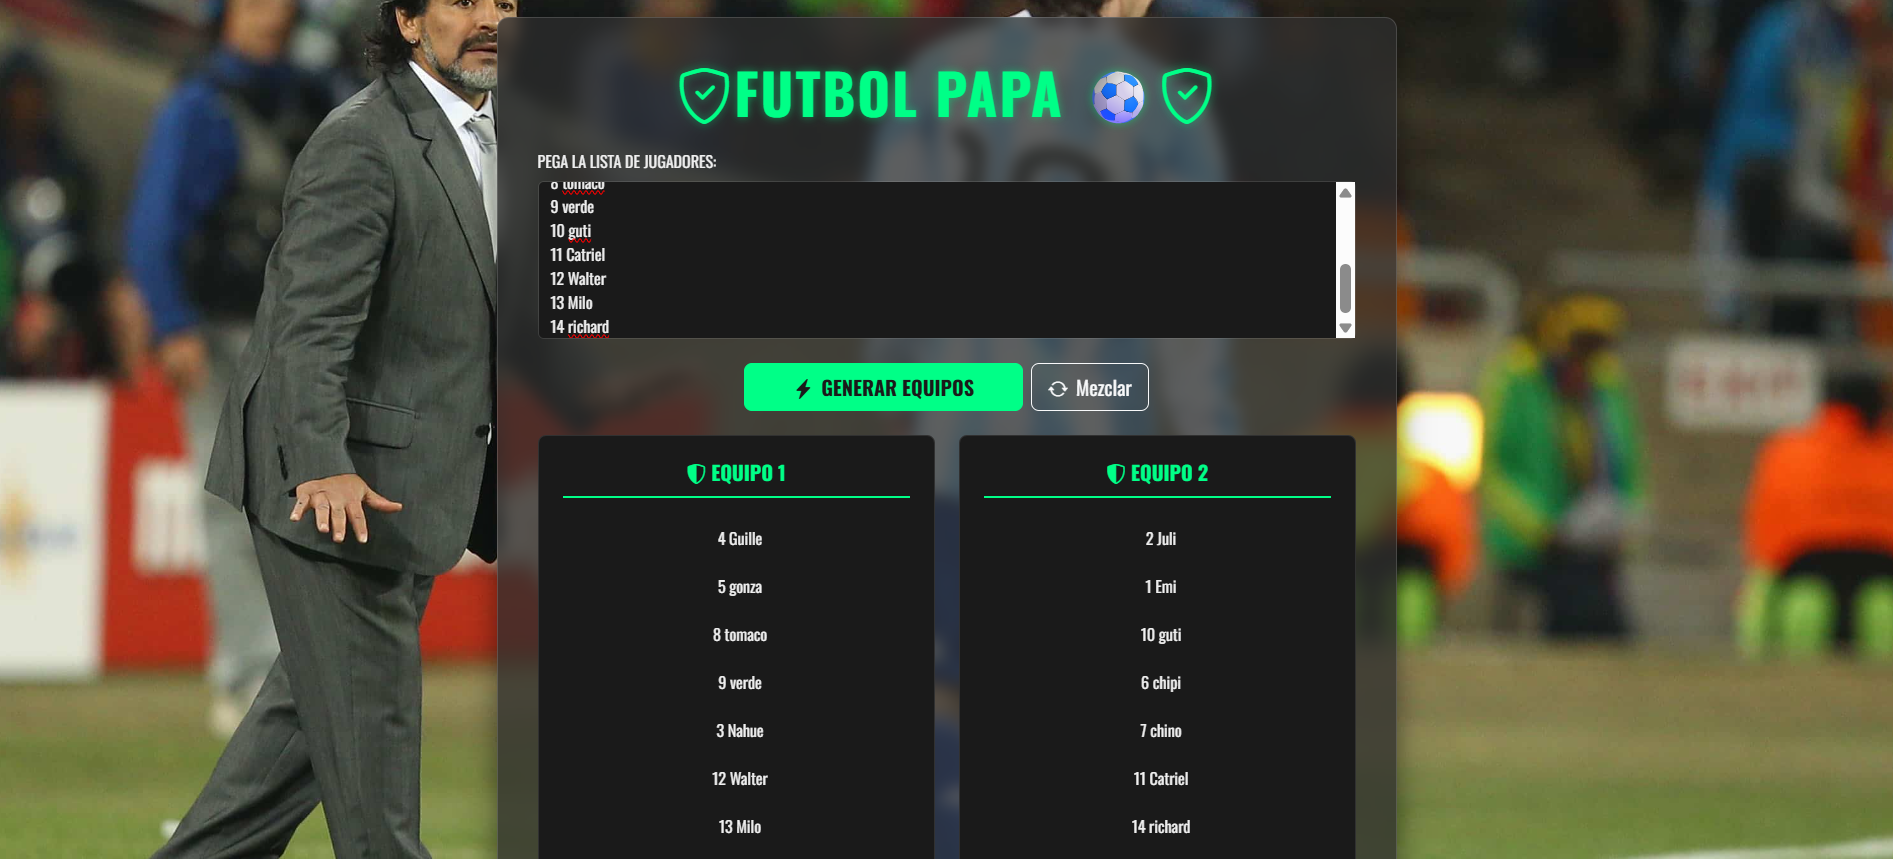 FUTBOL PAPA
PEGA LA LISTA DE JUGADORES:
8 tomaco
9 verde
10 guti
11 Catriel
12 Walter
13 Milo
14 richard
GENERAR EQUIPOS
Mezclar
EQUIPO 1
4 Guille
5 gonza
8 tomaco
9 verde
3 Nahue
12 Walter
13 Milo
EQUIPO 2
2 Juli
1 Emi
10 guti
6 chipi
7 chino
11 Catriel
14 richard